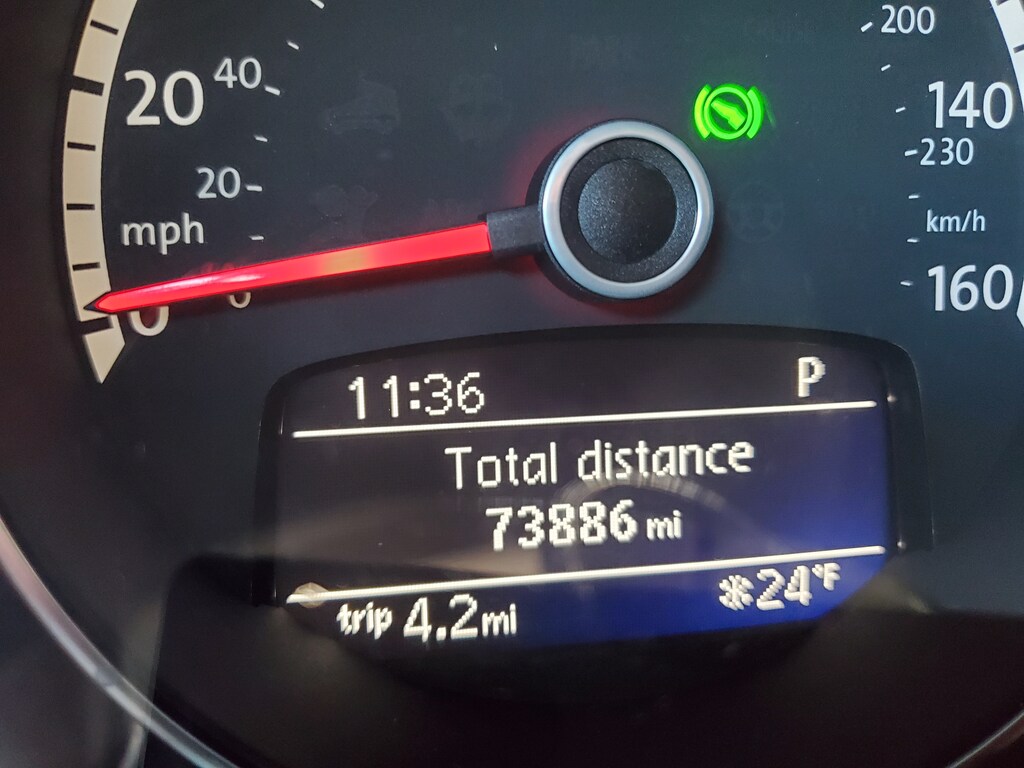 200
20 40
140
230
20
mph
km/h
0 0
160
11:36 P
Total distance
73886 mi
trip 4.2mi *24°F